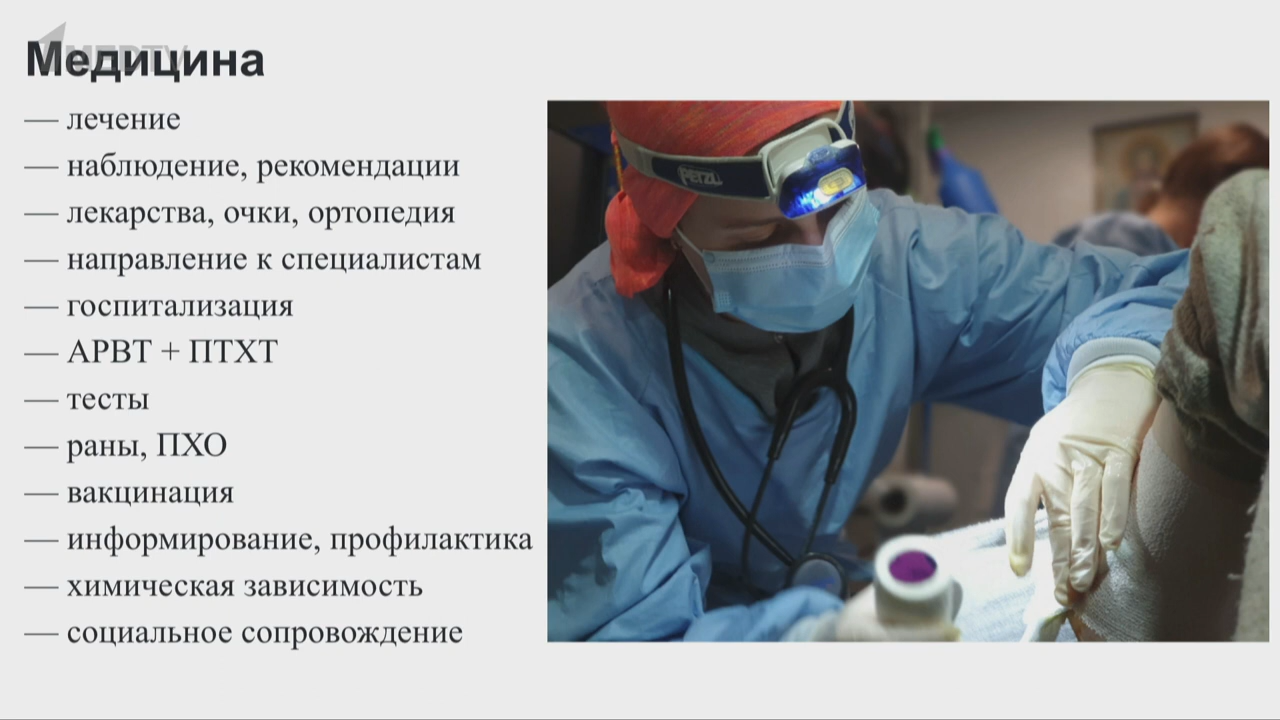 MEDTV
Медицина
— лечение
— наблюдение, рекомендации
— лекарства, очки, ортопедия
— направление к специалистам
— госпитализация
— АРВТ + ПТХТ
— тесты
— раны, ПХО
— вакцинация
— информирование, профилактика
— химическая зависимость
— социальное сопровождение
PETZL